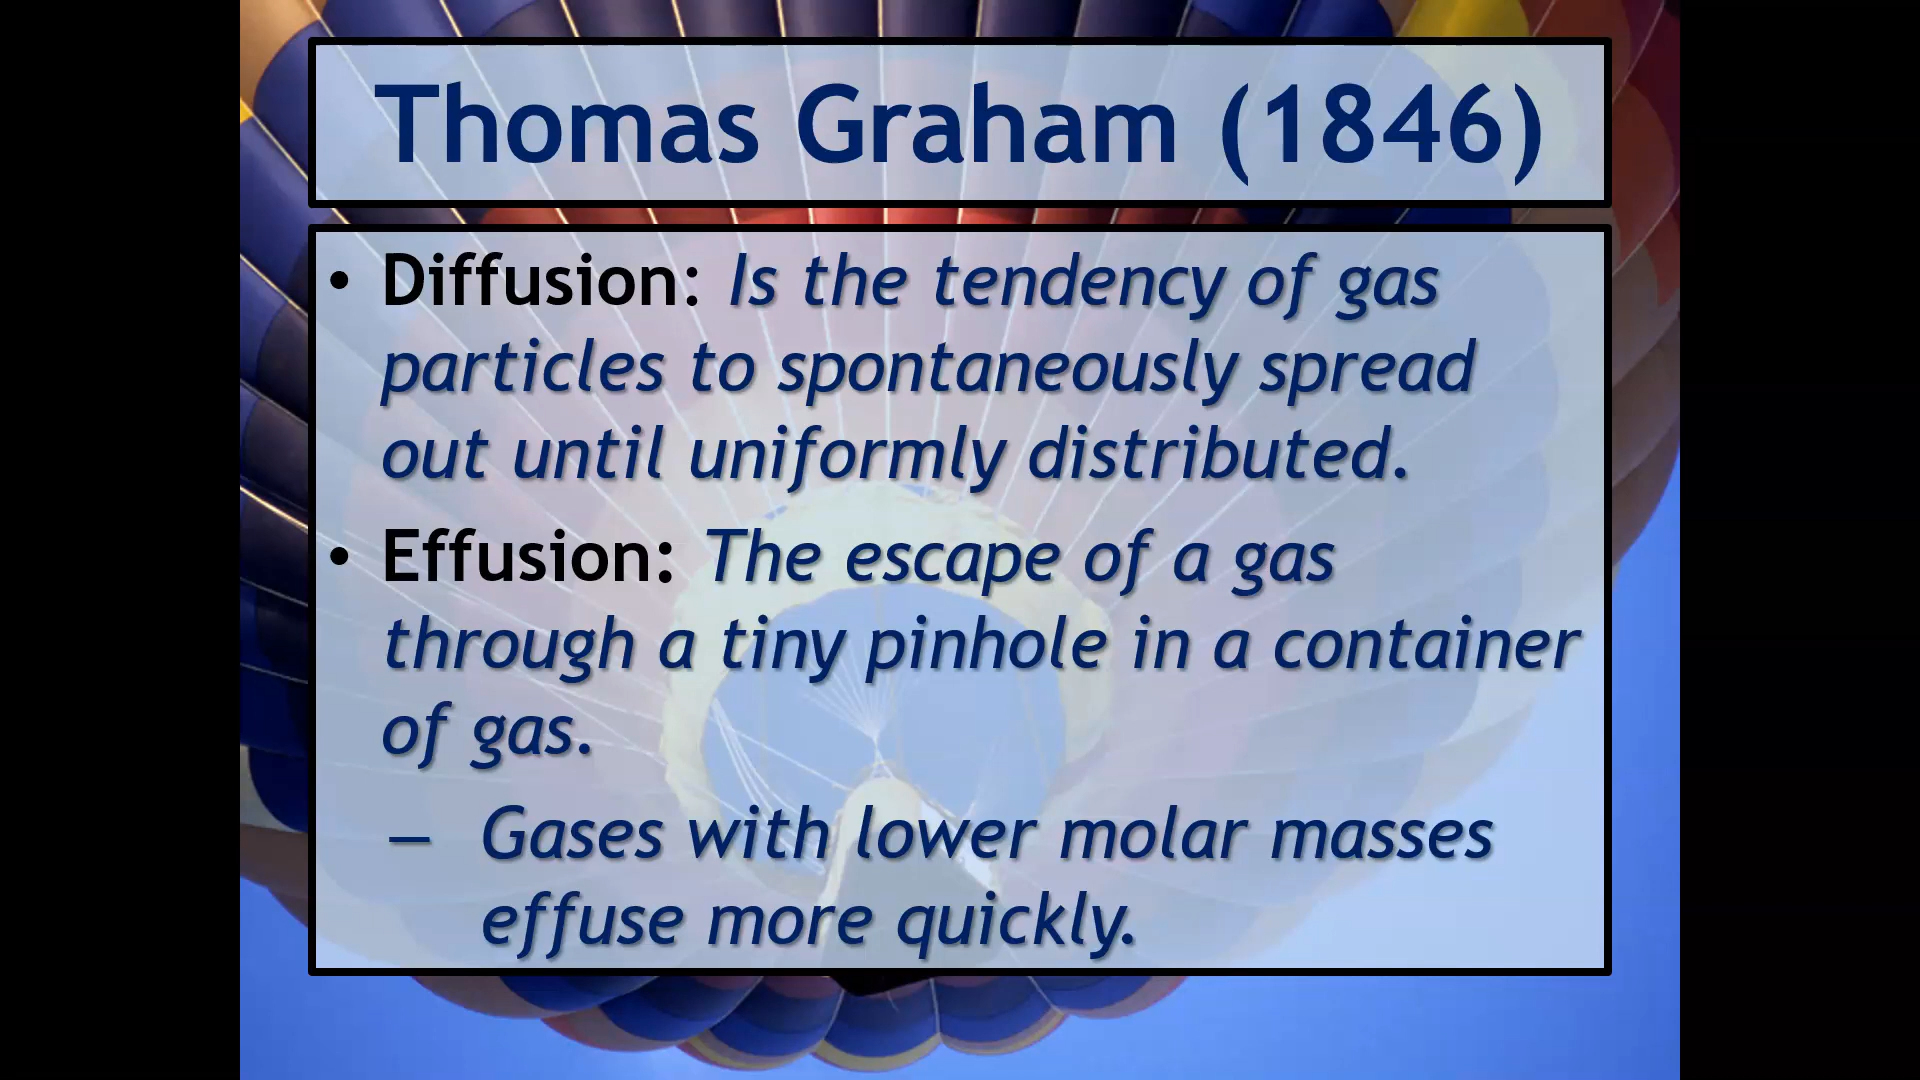 Thomas Graham (1846)
• Diffusion: Is the tendency of gas
particles to spontaneously spread
out until uniformly distributed.
• Effusion: The escape of a gas
through a tiny pinhole in a container
of gas.
– Gases with lower molar masses
effuse more quickly.